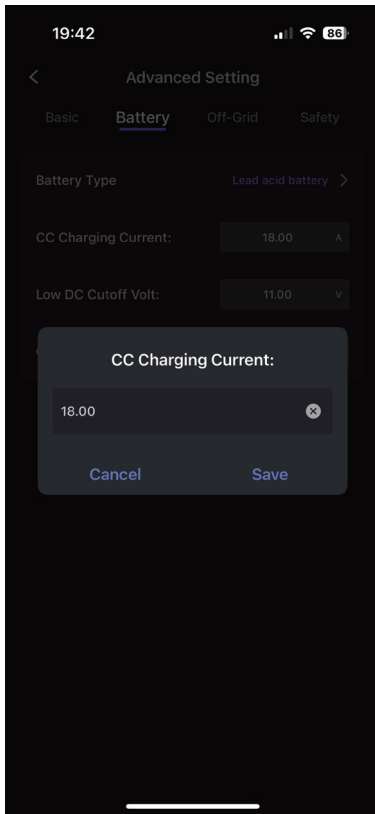 19:42
86
Advanced Setting
Basic Battery Off-Grid Safety
Battery Type Lead acid battery
CC Charging Current: 18.00 A
Low DC Cutoff Volt: 11.00 V
CC Charging Current:
18.00
Cancel Save